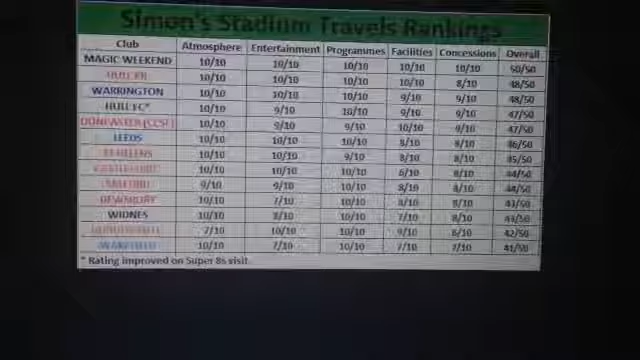 Simon's Stadium Travels Rankings
Club Atmosphere Entertainment Programmes Facilities Concessions Overall
MAGIC WEEKEND 10/10 10/10 10/10 10/10 10/10 50/50
HULL KR 10/10 10/10 10/10 10/10 8/10 48/50
WARRINGTON 10/10 10/10 10/10 9/10 9/10 48/50
HULL FC* 10/10 9/10 10/10 9/10 9/10 47/50
DONCASTER (CCSF) 10/10 9/10 9/10 10/10 9/10 47/50
LEEDS 10/10 10/10 10/10 8/10 8/10 46/50
ST HELENS 10/10 10/10 9/10 8/10 8/10 45/50
CASTLEFORD 10/10 10/10 10/10 6/10 8/10 44/50
SALFORD 9/10 9/10 10/10 8/10 8/10 44/50
DEWSBURY 10/10 7/10 10/10 8/10 8/10 43/50
WIDNES 10/10 8/10 10/10 7/10 8/10 43/50
7/10 10/10 10/10 9/10 6/10 42/50
WAKEFIELD 10/10 7/10 10/10 7/10 7/10 41/50
* Rating improved on Super 8s visit.